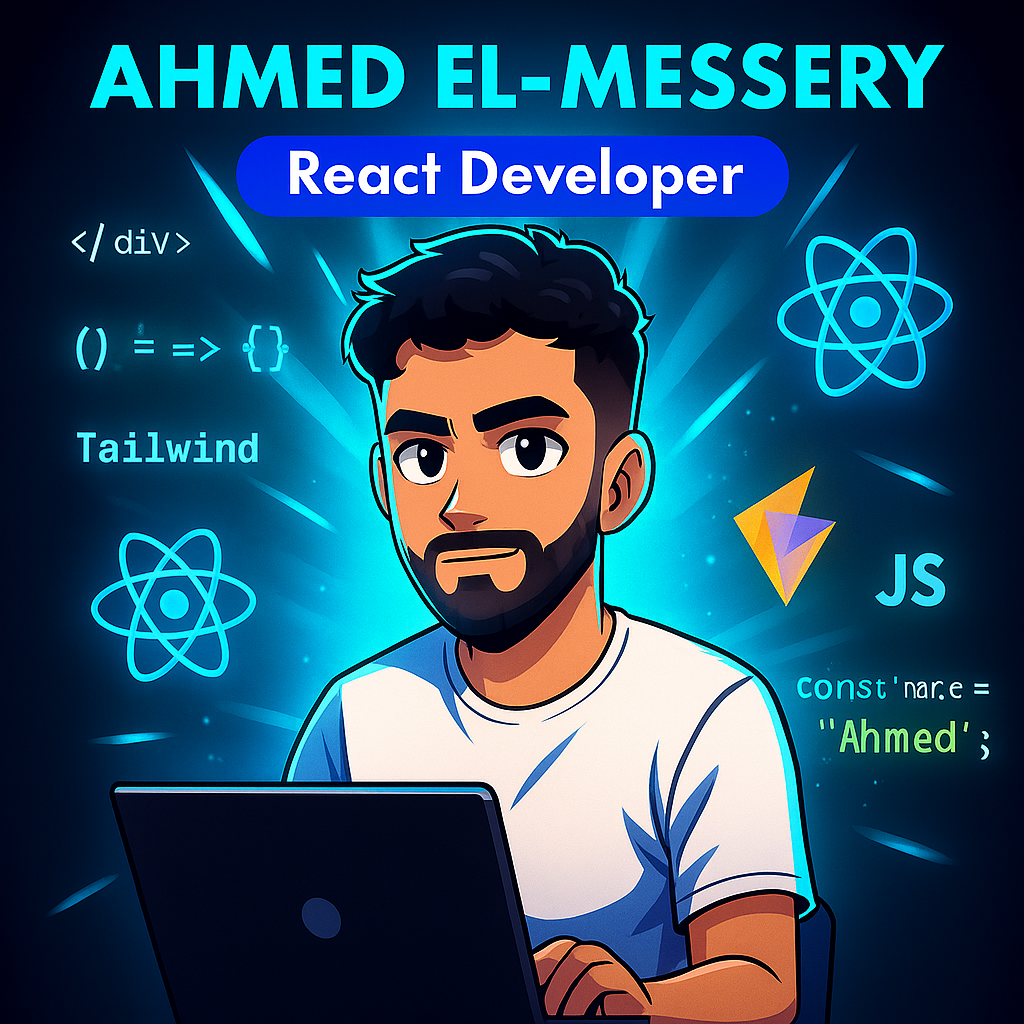 AHMED EL-MESSERY
React Developer
</ div>
() = => {}
Tailwind
JS
const'nar.e =
"Ahmed';